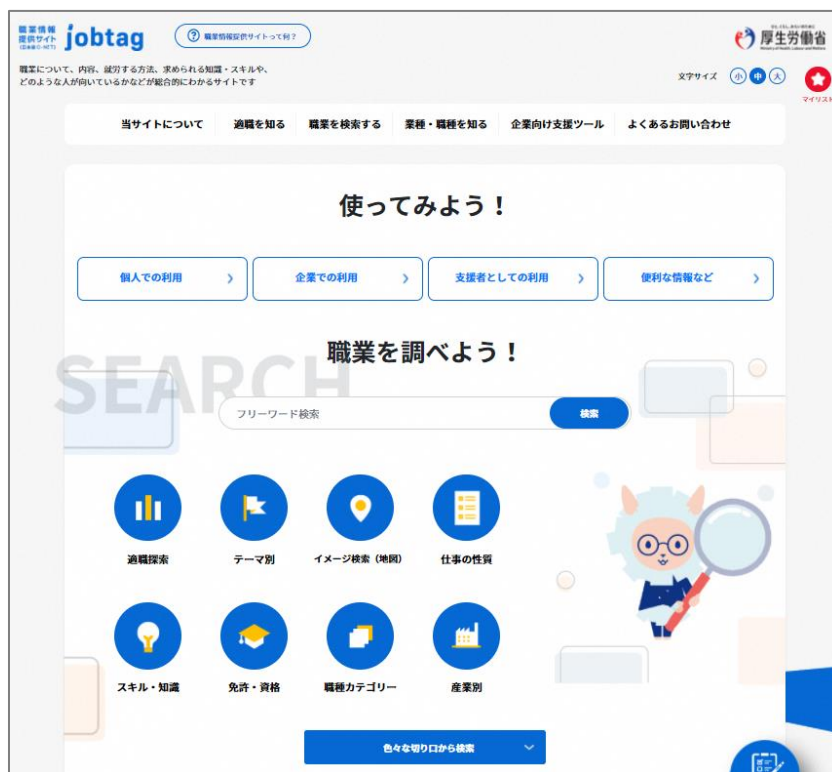 職業情報
提供サイト
(日本版O-NET)
jobtag
? 職業情報提供サイトって何?
厚生労働省
Ministry of Health, Labour and Welfare
職業について、内容、就労する方法、求められる知識・スキルや、
どのような人が向いているかなどが総合的にわかるサイトです
文字サイズ 小 中 大
マイリスト
当サイトについて 適職を知る 職業を検索する 業種・職種を知る 企業向け支援ツール よくあるお問い合わせ
使ってみよう!
個人での利用 企業での利用 支援者としての利用 便利な情報など
職業を調べよう!
SEARCH
フリーワード検索 検索
適職探索 テーマ別 イメージ検索(地図) 仕事の性質
スキル・知識 免許・資格 職種カテゴリー 産業別
色々な切り口から検索